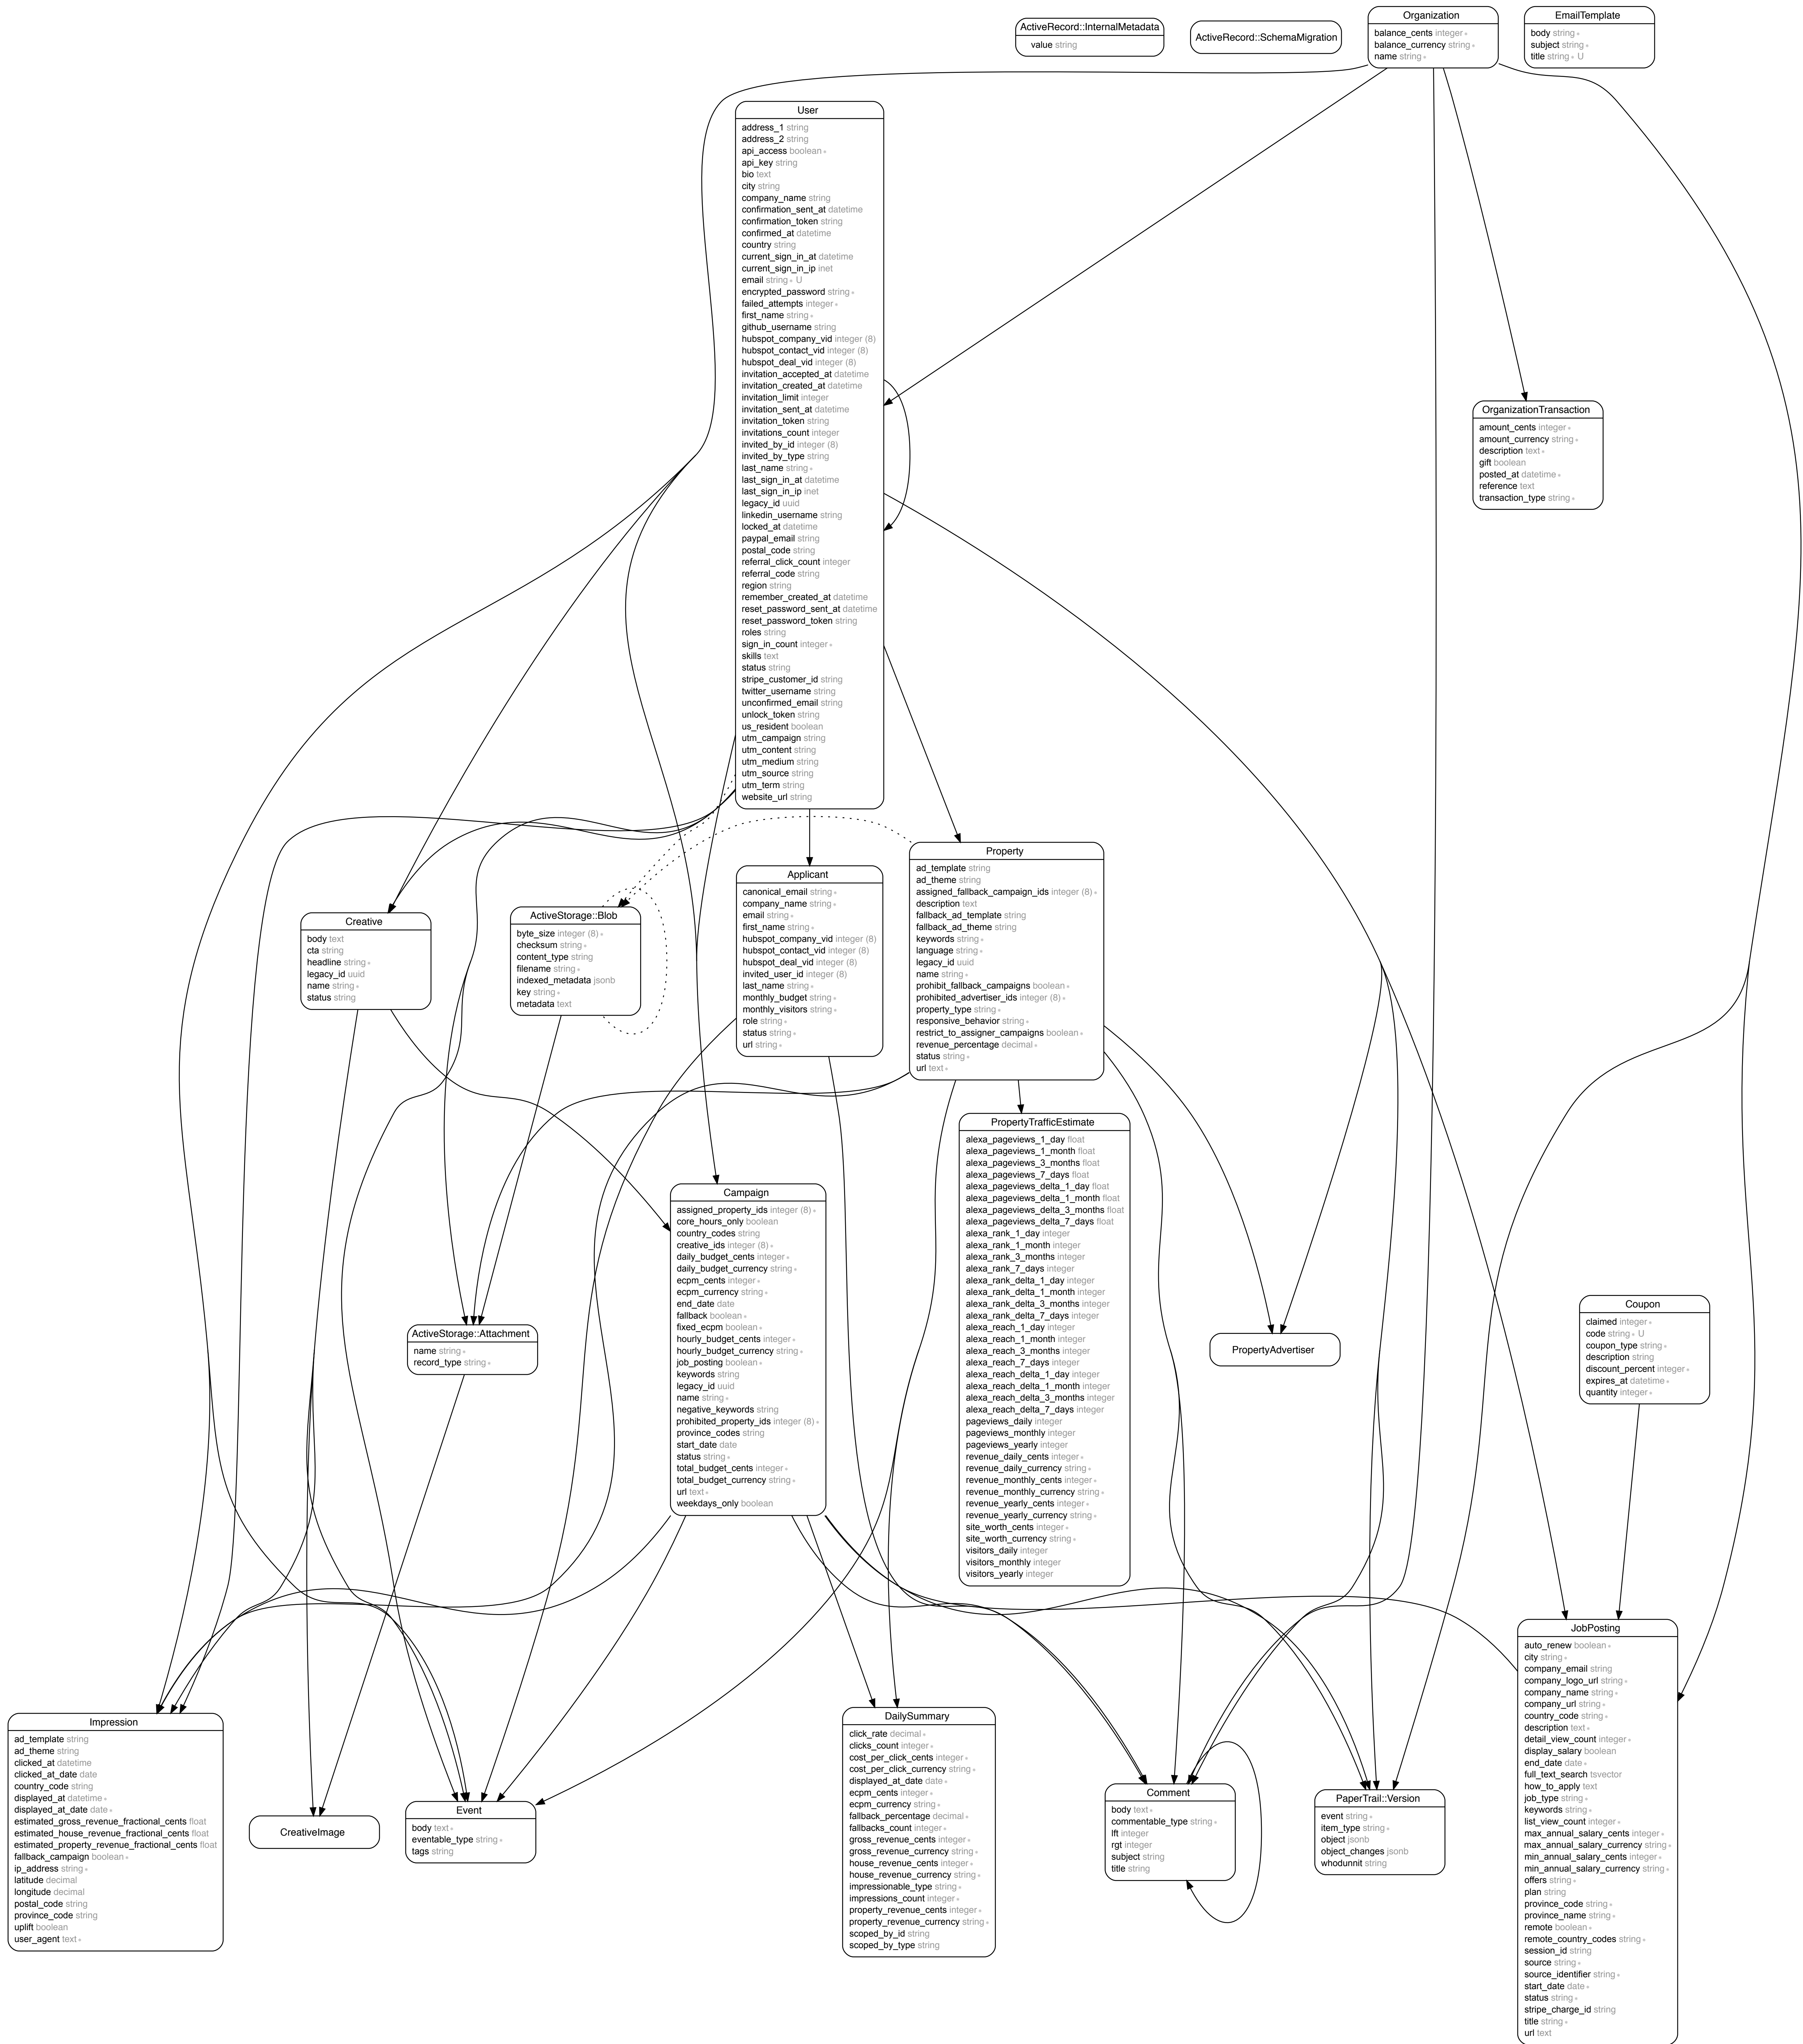 ActiveRecord::InternalMetadata
value string
ActiveRecord::SchemaMigration
Organization
balance_cents integer ∗
balance_currency string ∗
name string ∗
EmailTemplate
body string ∗
subject string ∗
title string ∗ U
User
address_1 string
address_2 string
api_access boolean ∗
api_key string
bio text
city string
company_name string
confirmation_sent_at datetime
confirmation_token string
confirmed_at datetime
country string
current_sign_in_at datetime
current_sign_in_ip inet
email string ∗ U
encrypted_password string ∗
failed_attempts integer ∗
first_name string ∗
github_username string
hubspot_company_vid integer (8)
hubspot_contact_vid integer (8)
hubspot_deal_vid integer (8)
invitation_accepted_at datetime
invitation_created_at datetime
invitation_limit integer
invitation_sent_at datetime
invitation_token string
invitations_count integer
invited_by_id integer (8)
invited_by_type string
last_name string ∗
last_sign_in_at datetime
last_sign_in_ip inet
legacy_id uuid
linkedin_username string
locked_at datetime
paypal_email string
postal_code string
referral_click_count integer
referral_code string
region string
remember_created_at datetime
reset_password_sent_at datetime
reset_password_token string
roles string
sign_in_count integer ∗
skills text
status string
stripe_customer_id string
twitter_username string
unconfirmed_email string
unlock_token string
us_resident boolean
utm_campaign string
utm_content string
utm_medium string
utm_source string
utm_term string
website_url string
OrganizationTransaction
amount_cents integer ∗
amount_currency string ∗
description text ∗
gift boolean
posted_at datetime ∗
reference text
transaction_type string ∗
Creative
body text
cta string
headline string ∗
legacy_id uuid
name string ∗
status string
ActiveStorage::Blob
byte_size integer (8) ∗
checksum string ∗
content_type string
filename string ∗
indexed_metadata jsonb
key string ∗
metadata text
Applicant
canonical_email string ∗
company_name string ∗
email string ∗
first_name string ∗
hubspot_company_vid integer (8)
hubspot_contact_vid integer (8)
hubspot_deal_vid integer (8)
invited_user_id integer (8)
last_name string ∗
monthly_budget string ∗
monthly_visitors string ∗
role string ∗
status string ∗
url string ∗
Property
ad_template string
ad_theme string
assigned_fallback_campaign_ids integer (8) ∗
description text
fallback_ad_template string
fallback_ad_theme string
keywords string ∗
language string ∗
legacy_id uuid
name string ∗
prohibit_fallback_campaigns boolean ∗
prohibited_advertiser_ids integer (8) ∗
property_type string ∗
responsive_behavior string ∗
restrict_to_assigner_campaigns boolean ∗
revenue_percentage decimal ∗
status string ∗
url text ∗
PropertyTrafficEstimate
alexa_pageviews_1_day float
alexa_pageviews_1_month float
alexa_pageviews_3_months float
alexa_pageviews_7_days float
alexa_pageviews_delta_1_day float
alexa_pageviews_delta_1_month float
alexa_pageviews_delta_3_months float
alexa_pageviews_delta_7_days float
alexa_rank_1_day integer
alexa_rank_1_month integer
alexa_rank_3_months integer
alexa_rank_7_days integer
alexa_rank_delta_1_day integer
alexa_rank_delta_1_month integer
alexa_rank_delta_3_months integer
alexa_rank_delta_7_days integer
alexa_reach_1_day integer
alexa_reach_1_month integer
alexa_reach_3_months integer
alexa_reach_7_days integer
alexa_reach_delta_1_day integer
alexa_reach_delta_1_month integer
alexa_reach_delta_3_months integer
alexa_reach_delta_7_days integer
pageviews_daily integer
pageviews_monthly integer
pageviews_yearly integer
revenue_daily_cents integer ∗
revenue_daily_currency string ∗
revenue_monthly_cents integer ∗
revenue_monthly_currency string ∗
revenue_yearly_cents integer ∗
revenue_yearly_currency string ∗
site_worth_cents integer ∗
site_worth_currency string ∗
visitors_daily integer
visitors_monthly integer
visitors_yearly integer
Campaign
assigned_property_ids integer (8) ∗
core_hours_only boolean
country_codes string
creative_ids integer (8) ∗
daily_budget_cents integer ∗
daily_budget_currency string ∗
ecpm_cents integer ∗
ecpm_currency string ∗
end_date date
fallback boolean ∗
fixed_ecpm boolean ∗
hourly_budget_cents integer ∗
hourly_budget_currency string ∗
job_posting boolean ∗
keywords string
legacy_id uuid
name string ∗
negative_keywords string
prohibited_property_ids integer (8) ∗
province_codes string
start_date date
status string ∗
total_budget_cents integer ∗
total_budget_currency string ∗
url text ∗
weekdays_only boolean
ActiveStorage::Attachment
name string ∗
record_type string ∗
PropertyAdvertiser
Coupon
claimed integer ∗
code string ∗ U
coupon_type string ∗
description string
discount_percent integer ∗
expires_at datetime ∗
quantity integer ∗
JobPosting
auto_renew boolean ∗
city string ∗
company_email string
company_logo_url string ∗
company_name string ∗
company_url string ∗
country_code string ∗
description text ∗
detail_view_count integer ∗
display_salary boolean
end_date date ∗
full_text_search tsvector
how_to_apply text
job_type string ∗
keywords string ∗
list_view_count integer ∗
max_annual_salary_cents integer ∗
max_annual_salary_currency string ∗
min_annual_salary_cents integer ∗
min_annual_salary_currency string ∗
offers string ∗
plan string
province_code string ∗
province_name string ∗
remote boolean ∗
remote_country_codes string ∗
session_id string
source string ∗
source_identifier string ∗
start_date date ∗
status string ∗
stripe_charge_id string
title string ∗
url text
Impression
ad_template string
ad_theme string
clicked_at datetime
clicked_at_date date
country_code string
displayed_at datetime ∗
displayed_at_date date ∗
estimated_gross_revenue_fractional_cents float
estimated_house_revenue_fractional_cents float
estimated_property_revenue_fractional_cents float
fallback_campaign boolean ∗
ip_address string ∗
latitude decimal
longitude decimal
postal_code string
province_code string
uplift boolean
user_agent text ∗
CreativeImage
Event
body text ∗
eventable_type string ∗
tags string
DailySummary
click_rate decimal ∗
clicks_count integer ∗
cost_per_click_cents integer ∗
cost_per_click_currency string ∗
displayed_at_date date ∗
ecpm_cents integer ∗
ecpm_currency string ∗
fallback_percentage decimal ∗
fallbacks_count integer ∗
gross_revenue_cents integer ∗
gross_revenue_currency string ∗
house_revenue_cents integer ∗
house_revenue_currency string ∗
impressionable_type string ∗
impressions_count integer ∗
property_revenue_cents integer ∗
property_revenue_currency string ∗
scoped_by_id string
scoped_by_type string
Comment
body text ∗
commentable_type string ∗
lft integer
rgt integer
subject string
title string
PaperTrail::Version
event string ∗
item_type string ∗
object jsonb
object_changes jsonb
whodunnit string